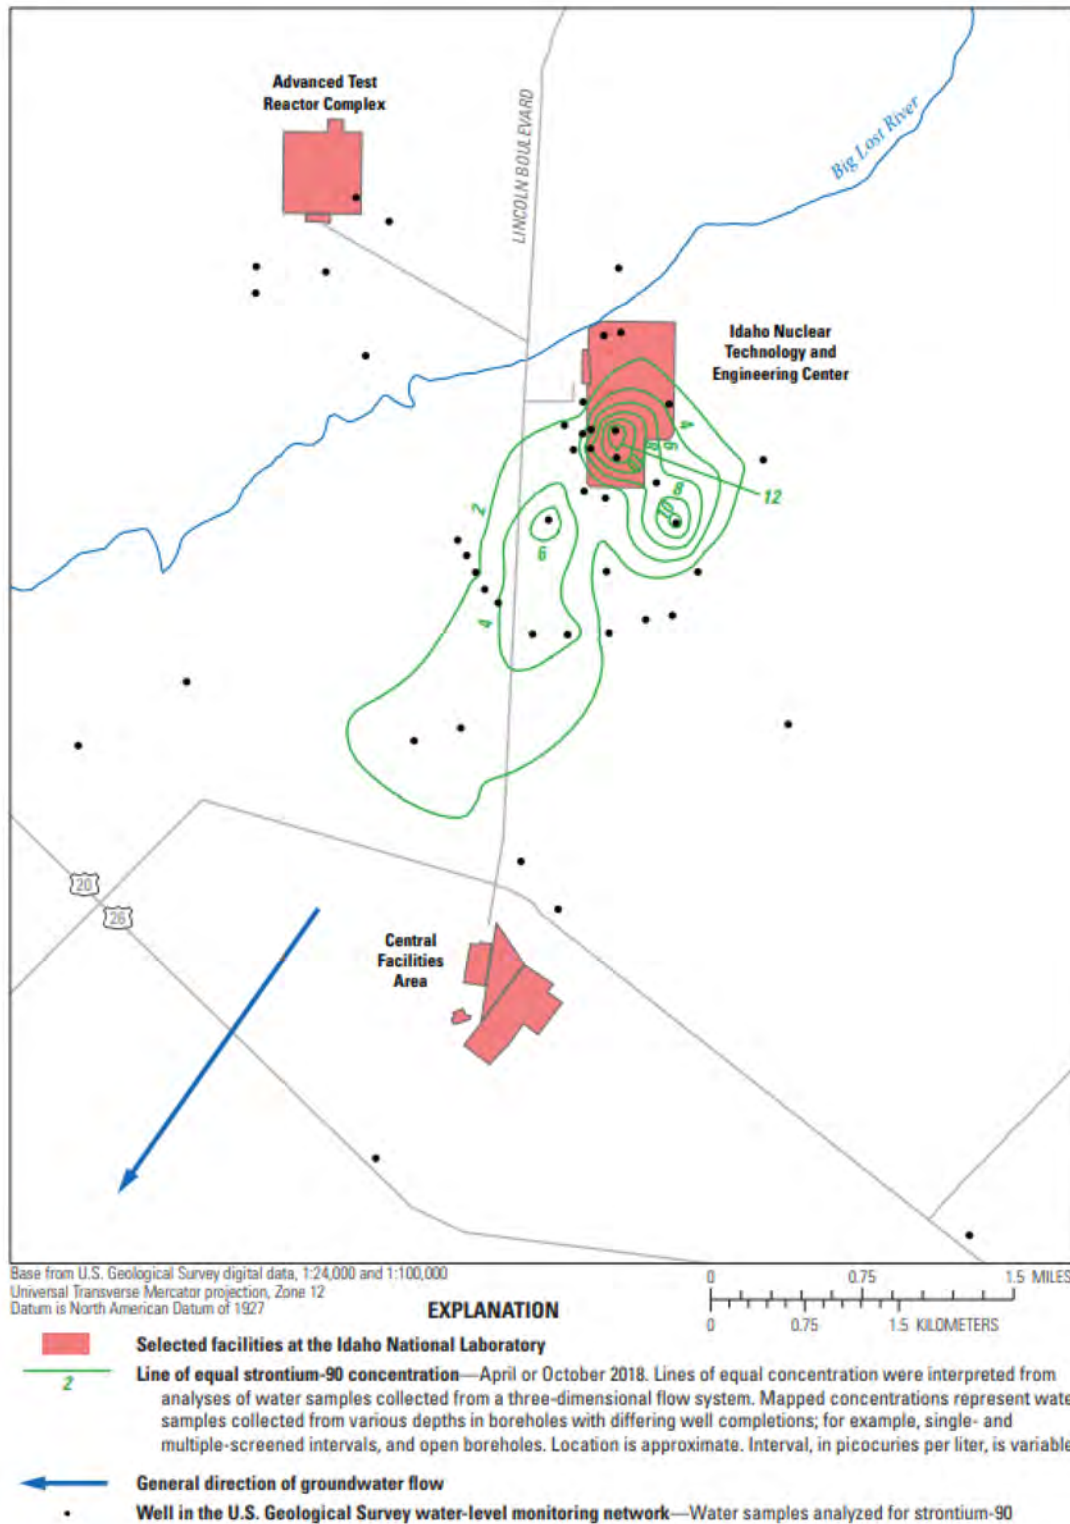 Advanced Test
Reactor Complex
LINCOLN BOULEVARD
Big Lost River
Idaho Nuclear
Technology and
Engineering Center
4
6
8
10
12
8
10
2
6
4
20
26
Central
Facilities
Area
Base from U.S. Geological Survey digital data, 1:24,000 and 1:100,000
Universal Transverse Mercator projection, Zone 12
Datum is North American Datum of 1927
0 0.75 1.5 MILES
0 0.75 1.5 KILOMETERS
EXPLANATION
Selected facilities at the Idaho National Laboratory
2
Line of equal strontium-90 concentration—April or October 2018. Lines of equal concentration were interpreted from
analyses of water samples collected from a three-dimensional flow system. Mapped concentrations represent wate
samples collected from various depths in boreholes with differing well completions; for example, single- and
multiple-screened intervals, and open boreholes. Location is approximate. Interval, in picocuries per liter, is variable
General direction of groundwater flow
Well in the U.S. Geological Survey water-level monitoring network—Water samples analyzed for strontium-90